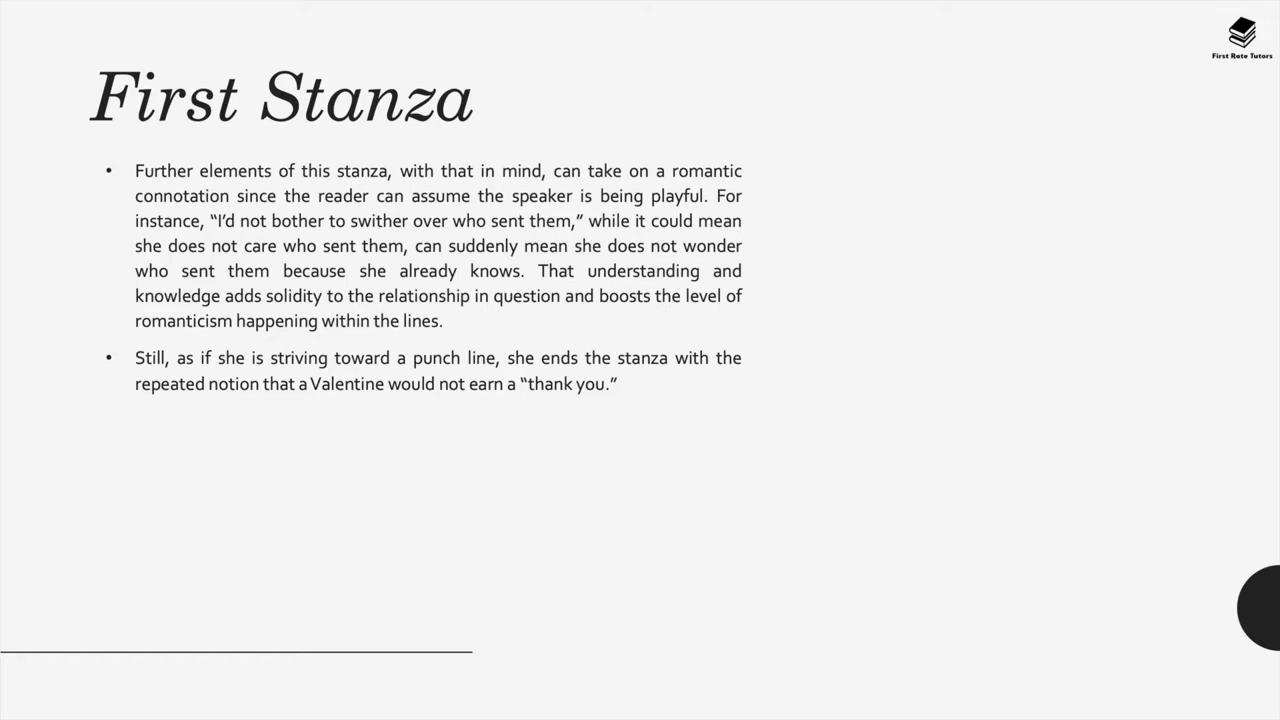 First Rate Tutors
First Stanza
• Further elements of this stanza, with that in mind, can take on a romantic
connotation since the reader can assume the speaker is being playful. For
instance, “I’d not bother to swither over who sent them,” while it could mean
she does not care who sent them, can suddenly mean she does not wonder
who sent them because she already knows. That understanding and
knowledge adds solidity to the relationship in question and boosts the level of
romanticism happening within the lines.
• Still, as if she is striving toward a punch line, she ends the stanza with the
repeated notion that a Valentine would not earn a “thank you.”